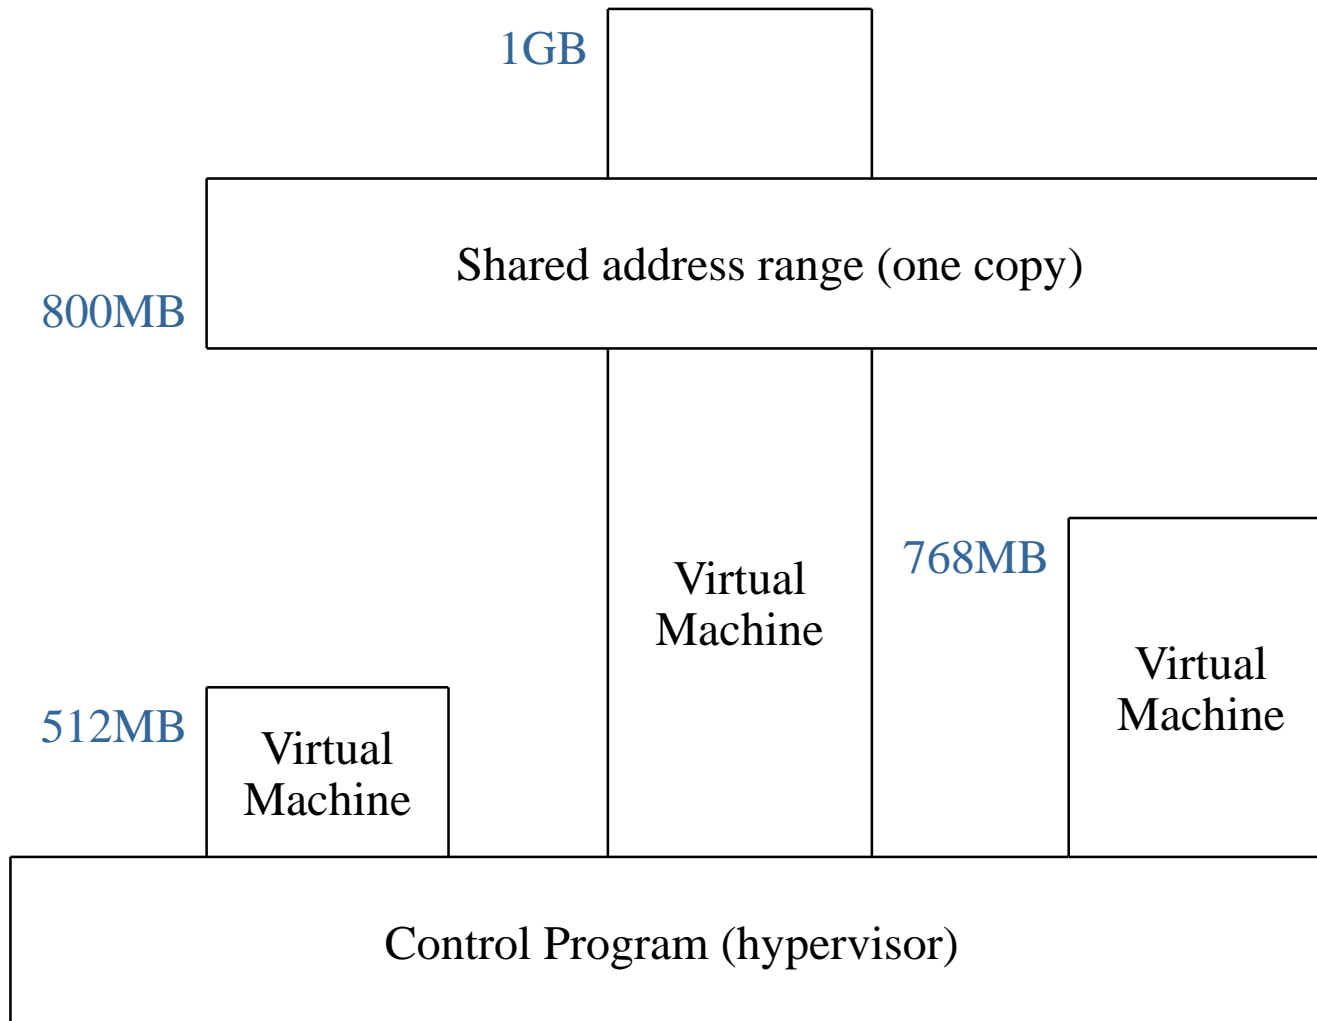 1GB
Shared address range (one copy)
800MB
768MB
Virtual
Machine
Virtual
Machine
512MB
Virtual
Machine
Control Program (hypervisor)